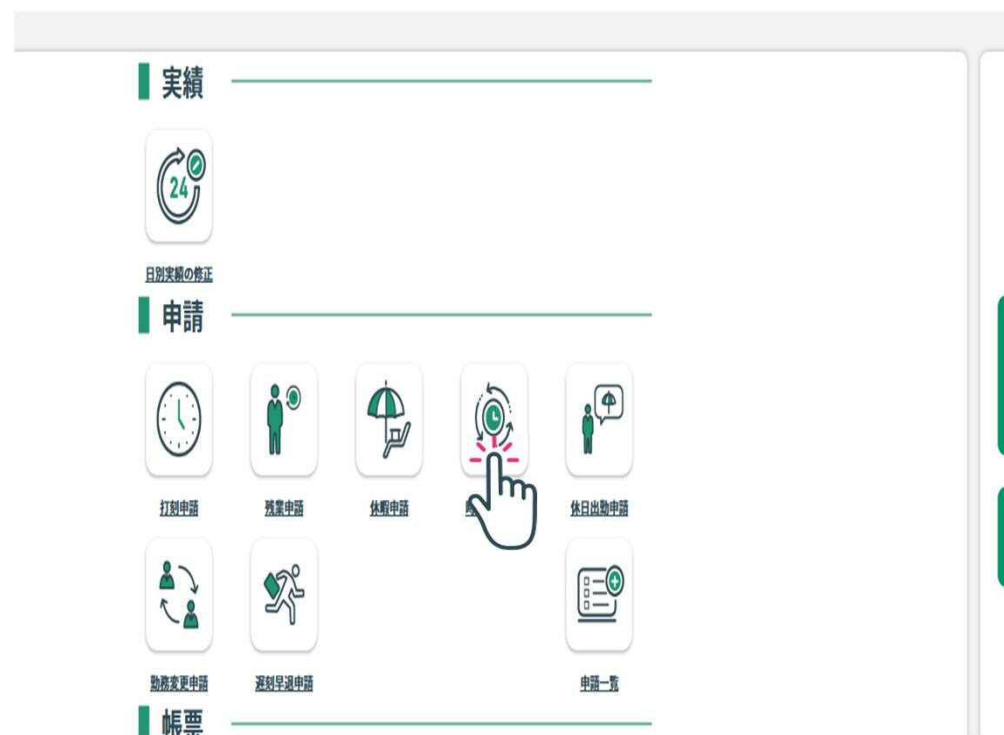 実績
24
日別実績の修正
申請
打刻申請
残業申請
休暇申請
休日出勤申請
勤務変更申請
遅刻早退申請
申請一覧
帳票